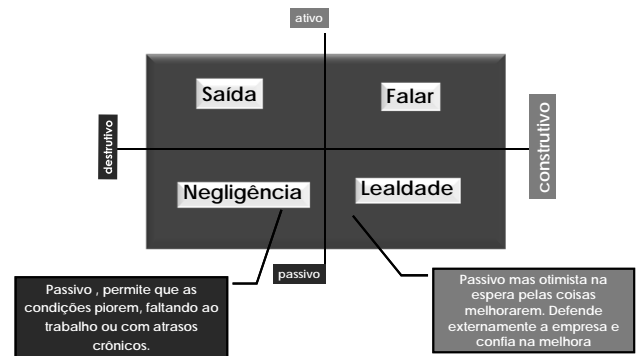 ativo
Saída
Falar
destrutivo
construtivo
Negligência
Lealdade
passivo
Passivo , permite que as
condições piorem, faltando ao
trabalho ou com atrasos
crônicos.
Passivo mas otimista na
espera pelas coisas
melhorarem. Defende
externamente a empresa e
confia na melhora